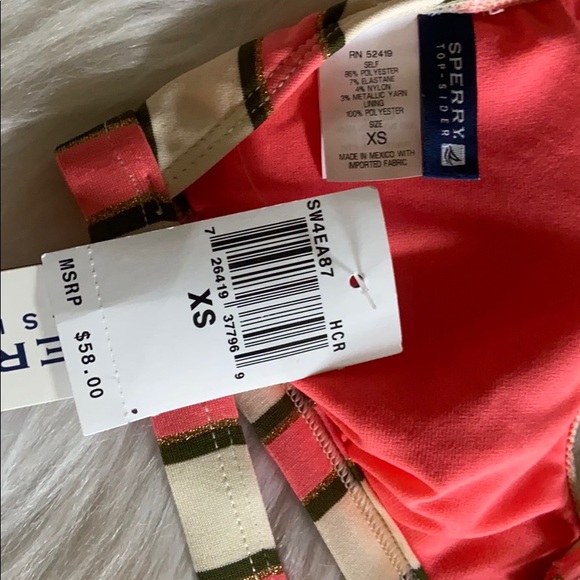 RN 52419
SELF
86% POLYESTER
7% ELASTANE
4% NYLON
3% METALLIC YARN
LINING
100% POLYESTER
SIZE
XS
MADE IN MEXICO WITH
IMPORTED FABRIC
SPERRY
TOP-SIDER
SW4EA87
HCR
7 26419 37796 9
XS
MSRP $58.00